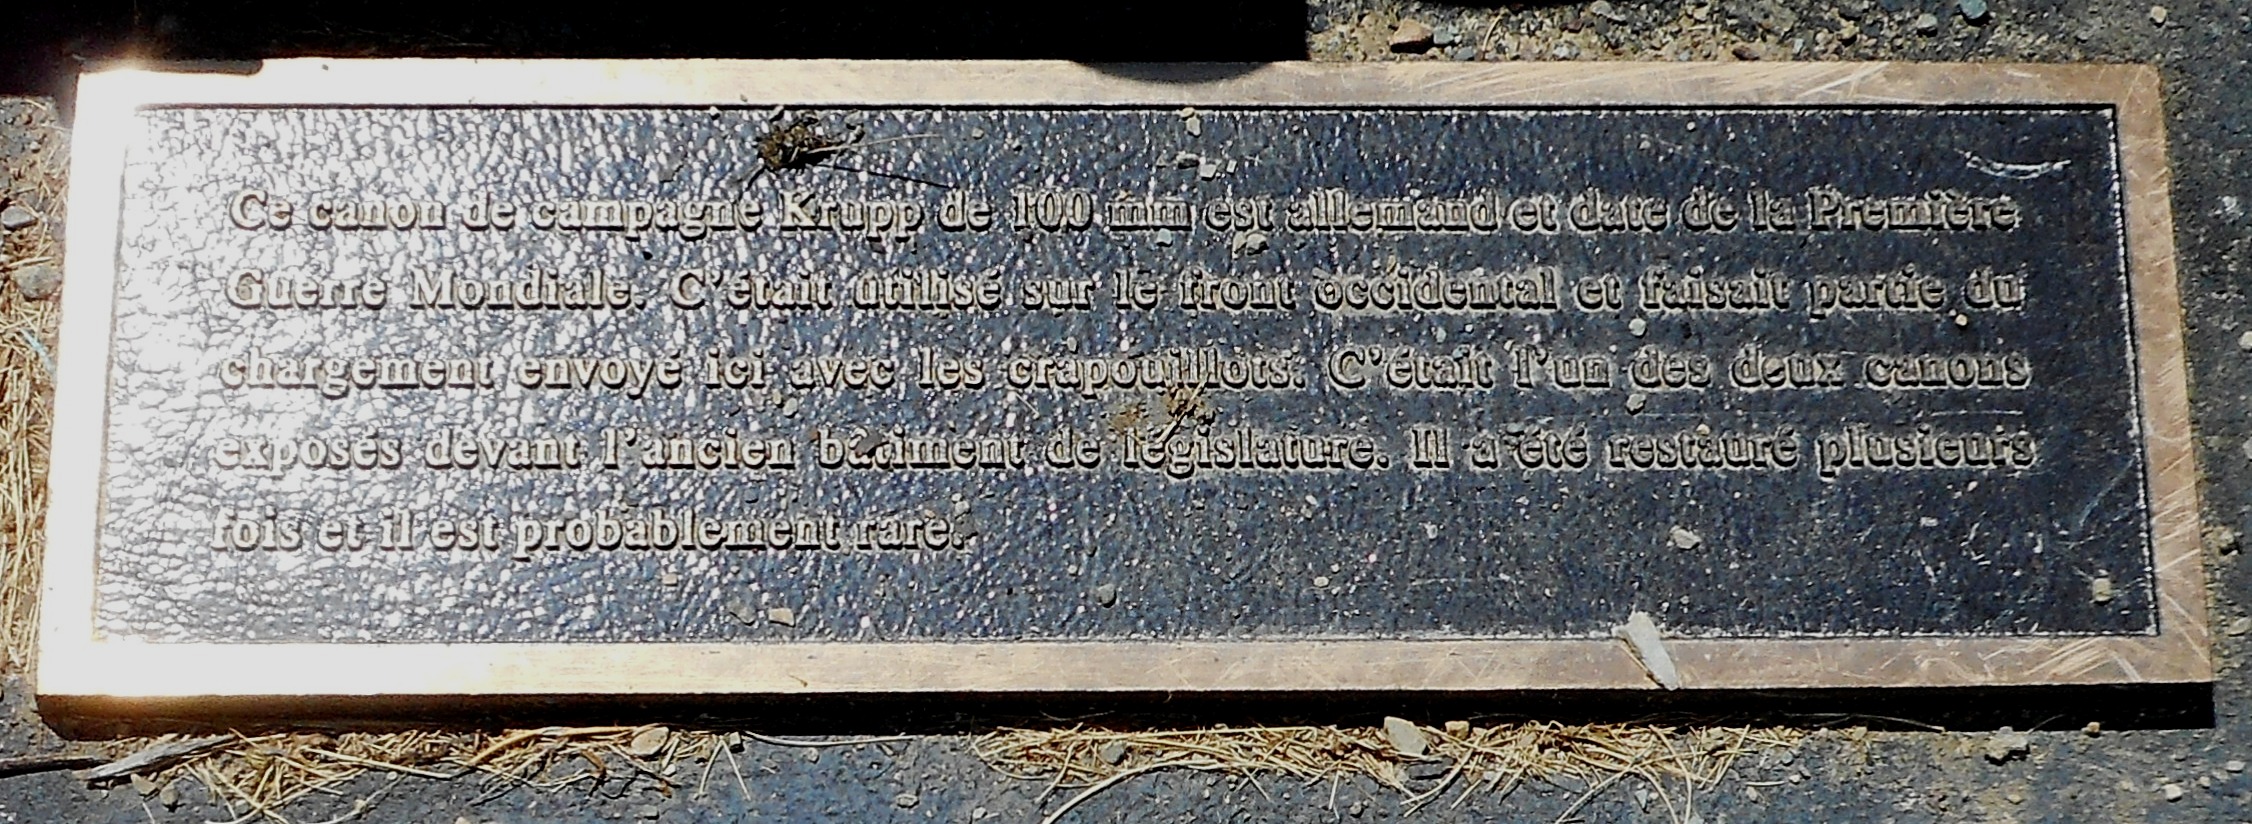 Ce canon de campagne Krupp de 100 mm est allemand et date de la Première
Guerre Mondiale. C'était utilisé sur le front occidental et faisait partie du
chargement envoyé ici avec les crapouillots. C'était l'un des deux canons
exposés devant l'ancien bâtiment de législature. Il a été restauré plusieurs
fois et il est probablement rare.